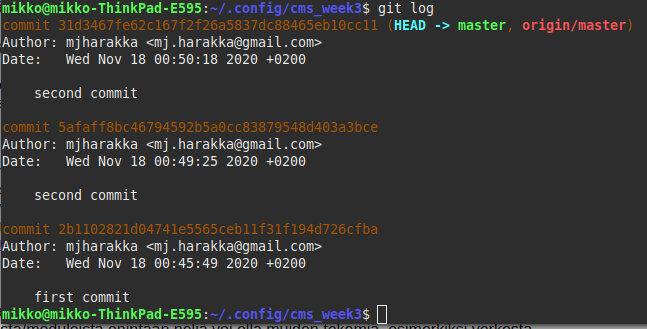 mikko@mikko-ThinkPad-E595:~/.config/cms_week3$ git log
commit 31d3467fe62c167f2f26a5837dc88465eb10cc11 (HEAD -> master, origin/master)
Author: mjharakka <mj.harakka@gmail.com>
Date:   Wed Nov 18 00:50:18 2020 +0200
second commit
commit 5afaff8bc46794592b5a0cc83879548d403a3bce
Author: mjharakka <mj.harakka@gmail.com>
Date:   Wed Nov 18 00:49:25 2020 +0200
second commit
commit 2b1102821d04741e5565ceb11f31f194d726cfba
Author: mjharakka <mj.harakka@gmail.com>
Date:   Wed Nov 18 00:45:49 2020 +0200
first commit
mikko@mikko-ThinkPad-E595:~/.config/cms_week3$